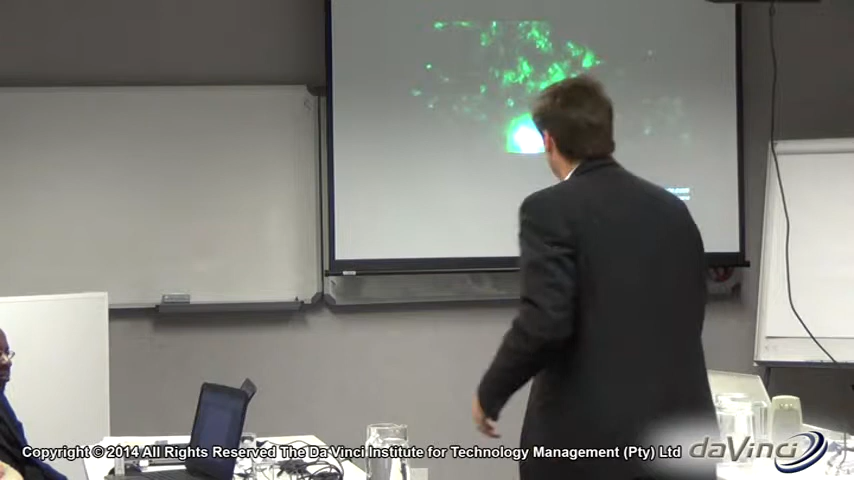 Copyright © 2014 All Rights Reserved The Da Vinci Institute for Technology Management (Pty) Ltd
daVinci